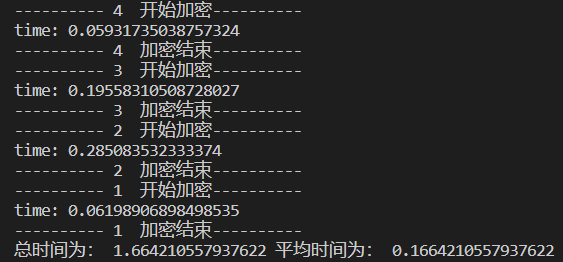 ---------- 4  开始加密----------
time: 0.05931735038757324
---------- 4  加密结束----------
---------- 3  开始加密----------
time: 0.19558310508728027
---------- 3  加密结束----------
---------- 2  开始加密----------
time: 0.285083532333374
---------- 2  加密结束----------
---------- 1  开始加密----------
time: 0.06198906898498535
---------- 1  加密结束----------
总时间为： 1.664210557937622 平均时间为： 0.1664210557937622